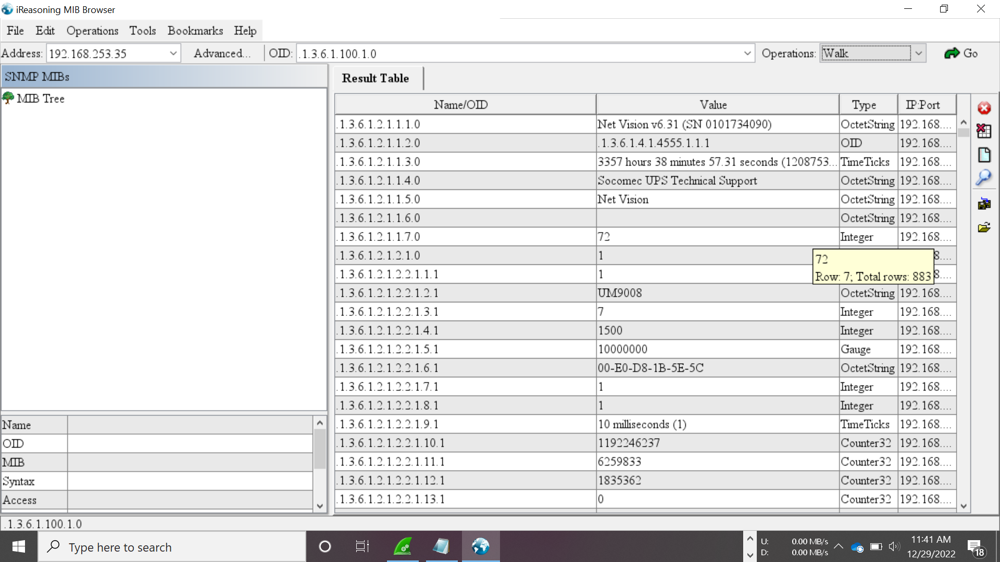 iReasoning MIB Browser
File Edit Operations Tools Bookmarks Help
Address: 192.168.253.35 Advanced... OID: .1.3.6.1.100.1.0 Operations: Walk Go
SNMP MIBs
MIB Tree
Result Table
Name/OID Value Type IP:Port
.1.3.6.1.2.1.1.1.0 Net Vision v6.31 (SN 0101734090) OctetString 192.168....
.1.3.6.1.2.1.1.2.0 .1.3.6.1.4.1.4555.1.1.1 OID 192.168....
.1.3.6.1.2.1.1.3.0 3357 hours 38 minutes 57.31 seconds (1208753... TimeTicks 192.168....
.1.3.6.1.2.1.1.4.0 Socomec UPS Technical Support OctetString 192.168....
.1.3.6.1.2.1.1.5.0 Net Vision OctetString 192.168....
.1.3.6.1.2.1.1.6.0 OctetString 192.168....
.1.3.6.1.2.1.1.7.0 72 Integer 192.168....
.1.3.6.1.2.1.2.1.0 1 8....
.1.3.6.1.2.1.2.2.1.1.1 1 8....
72
Row: 7; Total rows: 883
.1.3.6.1.2.1.2.2.1.2.1 UM9008 OctetString 192.168....
.1.3.6.1.2.1.2.2.1.3.1 7 Integer 192.168....
.1.3.6.1.2.1.2.2.1.4.1 1500 Integer 192.168....
.1.3.6.1.2.1.2.2.1.5.1 10000000 Gauge 192.168....
.1.3.6.1.2.1.2.2.1.6.1 00-E0-D8-1B-5E-5C OctetString 192.168....
.1.3.6.1.2.1.2.2.1.7.1 1 Integer 192.168....
.1.3.6.1.2.1.2.2.1.8.1 1 Integer 192.168....
.1.3.6.1.2.1.2.2.1.9.1 10 milliseconds (1) TimeTicks 192.168....
.1.3.6.1.2.1.2.2.1.10.1 1192246237 Counter32 192.168....
.1.3.6.1.2.1.2.2.1.11.1 6259833 Counter32 192.168....
.1.3.6.1.2.1.2.2.1.12.1 1835362 Counter32 192.168....
.1.3.6.1.2.1.2.2.1.13.1 0 Counter32 192.168....
Name
OID
MIB
Syntax
Access
.1.3.6.1.100.1.0
Type here to search
U: 0.00 MB/s
D: 0.00 MB/s
11:41 AM
12/29/2022
18